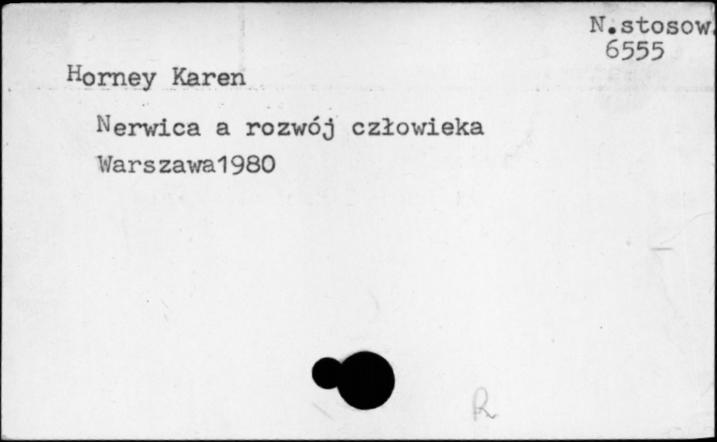 N.stosow.
6555
Horney Karen
Nerwica a rozwój człowieka
Warszawa1980
R